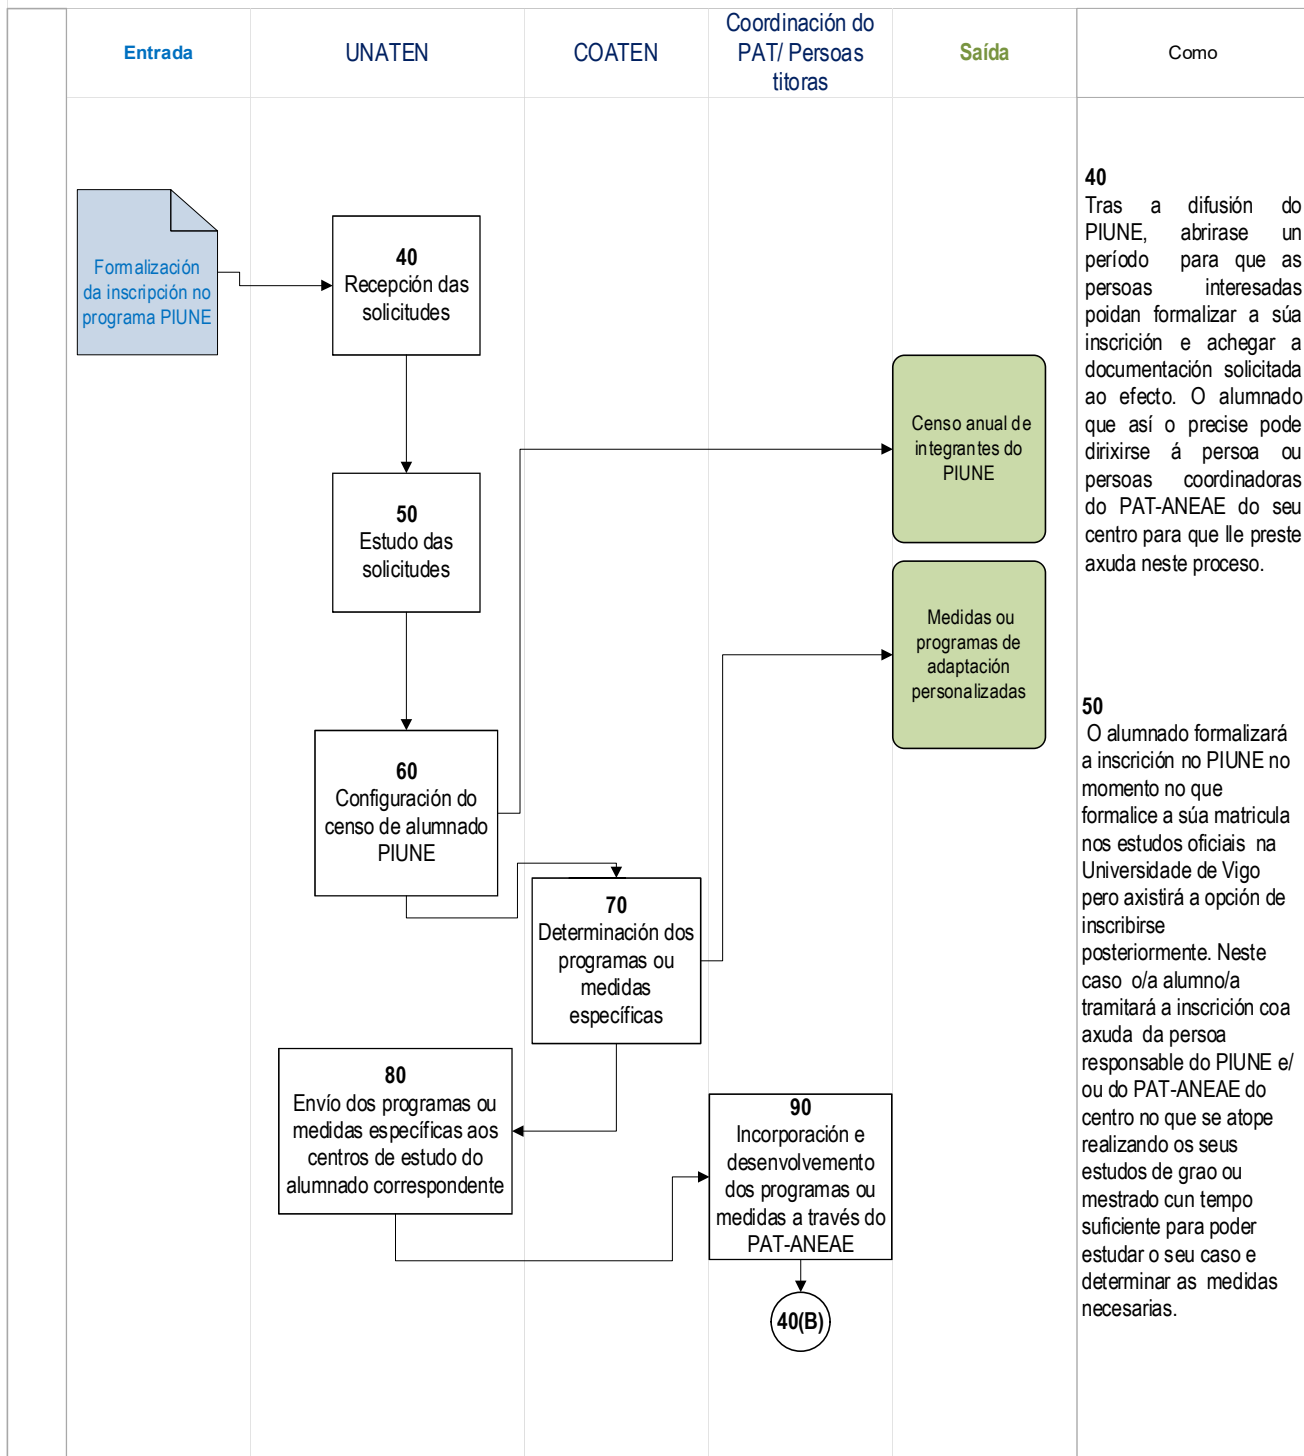 Entrada
UNATEN
COATEN
Coordinación do
PAT/ Persoas
titoras
Saída
Como
Formalización
da inscripción no
programa PIUNE
40
Recepción das
solicitudes
50
Estudo das
solicitudes
60
Configuración do
censo de alumnado
PIUNE
70
Determinación dos
programas ou
medidas
específicas
80
Envío dos programas ou
medidas específicas aos
centros de estudo do
alumnado correspondente
90
Incorporación e
desenvolvemento
dos programas ou
medidas a través do
PAT-ANEAE
40(B)
Censo anual de
integrantes do
PIUNE
Medidas ou
programas de
adaptación
personalizadas
40
Tras a difusión do
PIUNE, abrirase un
período para que as
persoas interesadas
poidan formalizar a súa
inscrición e achegar a
documentación solicitada
ao efecto. O alumnado
que así o precise pode
dirixirse á persoa ou
persoas coordinadoras
do PAT-ANEAE do seu
centro para que lle preste
axuda neste proceso.
50
O alumnado formalizará
a inscrición no PIUNE no
momento no que
formalice a súa matricula
nos estudos oficiais na
Universidade de Vigo
pero axistirá a opción de
inscribirse
posteriormente. Neste
caso o/a alumno/a
tramitará a inscrición coa
axuda da persoa
responsable do PIUNE e/
ou do PAT-ANEAE do
centro no que se atope
realizando os seus
estudos de grao ou
mestrado cun tempo
suficiente para poder
estudar o seu caso e
determinar as medidas
necesarias.